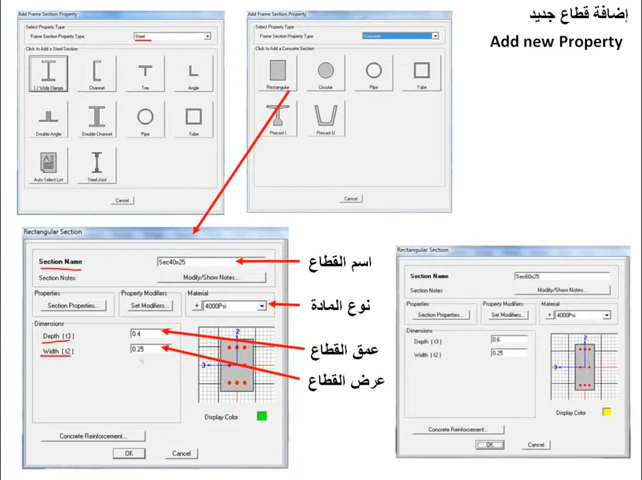 إضافة قطاع جديد
Add new Property
Add Frame Section Property
Select Property Type
Frame Section Property Type
Steel
Click to Add a Steel Section
I / Wide Flange
Channel
Tee
Angle
Double Angle
Double Channel
Pipe
Tube
Auto Select List
Steel Joist
Cancel
Add Frame Section Property
Select Property Type
Frame Section Property Type
Concrete
Click to Add a Concrete Section
Rectangular
Circular
Pipe
Tube
Precast I
Precast U
Cancel
Rectangular Section
Section Name
Sec40x25
Section Notes
Modify/Show Notes...
Properties
Section Properties...
Property Modifiers
Set Modifiers...
Material
+ 4000Psi
Dimensions
Depth ( t3 )
0.4
Width ( t2 )
0.25
2
3
Display Color
Concrete Reinforcement...
OK
Cancel
اسم القطاع
نوع المادة
عمق القطاع
عرض القطاع
Rectangular Section
Section Name
Sec60x25
Section Notes
Modify/Show Notes...
Properties
Section Properties...
Property Modifiers
Set Modifiers...
Material
+ 4000Psi
Dimensions
Depth ( t3 )
0.6
Width ( t2 )
0.25
2
3
Display Color
Concrete Reinforcement...
OK
Cancel